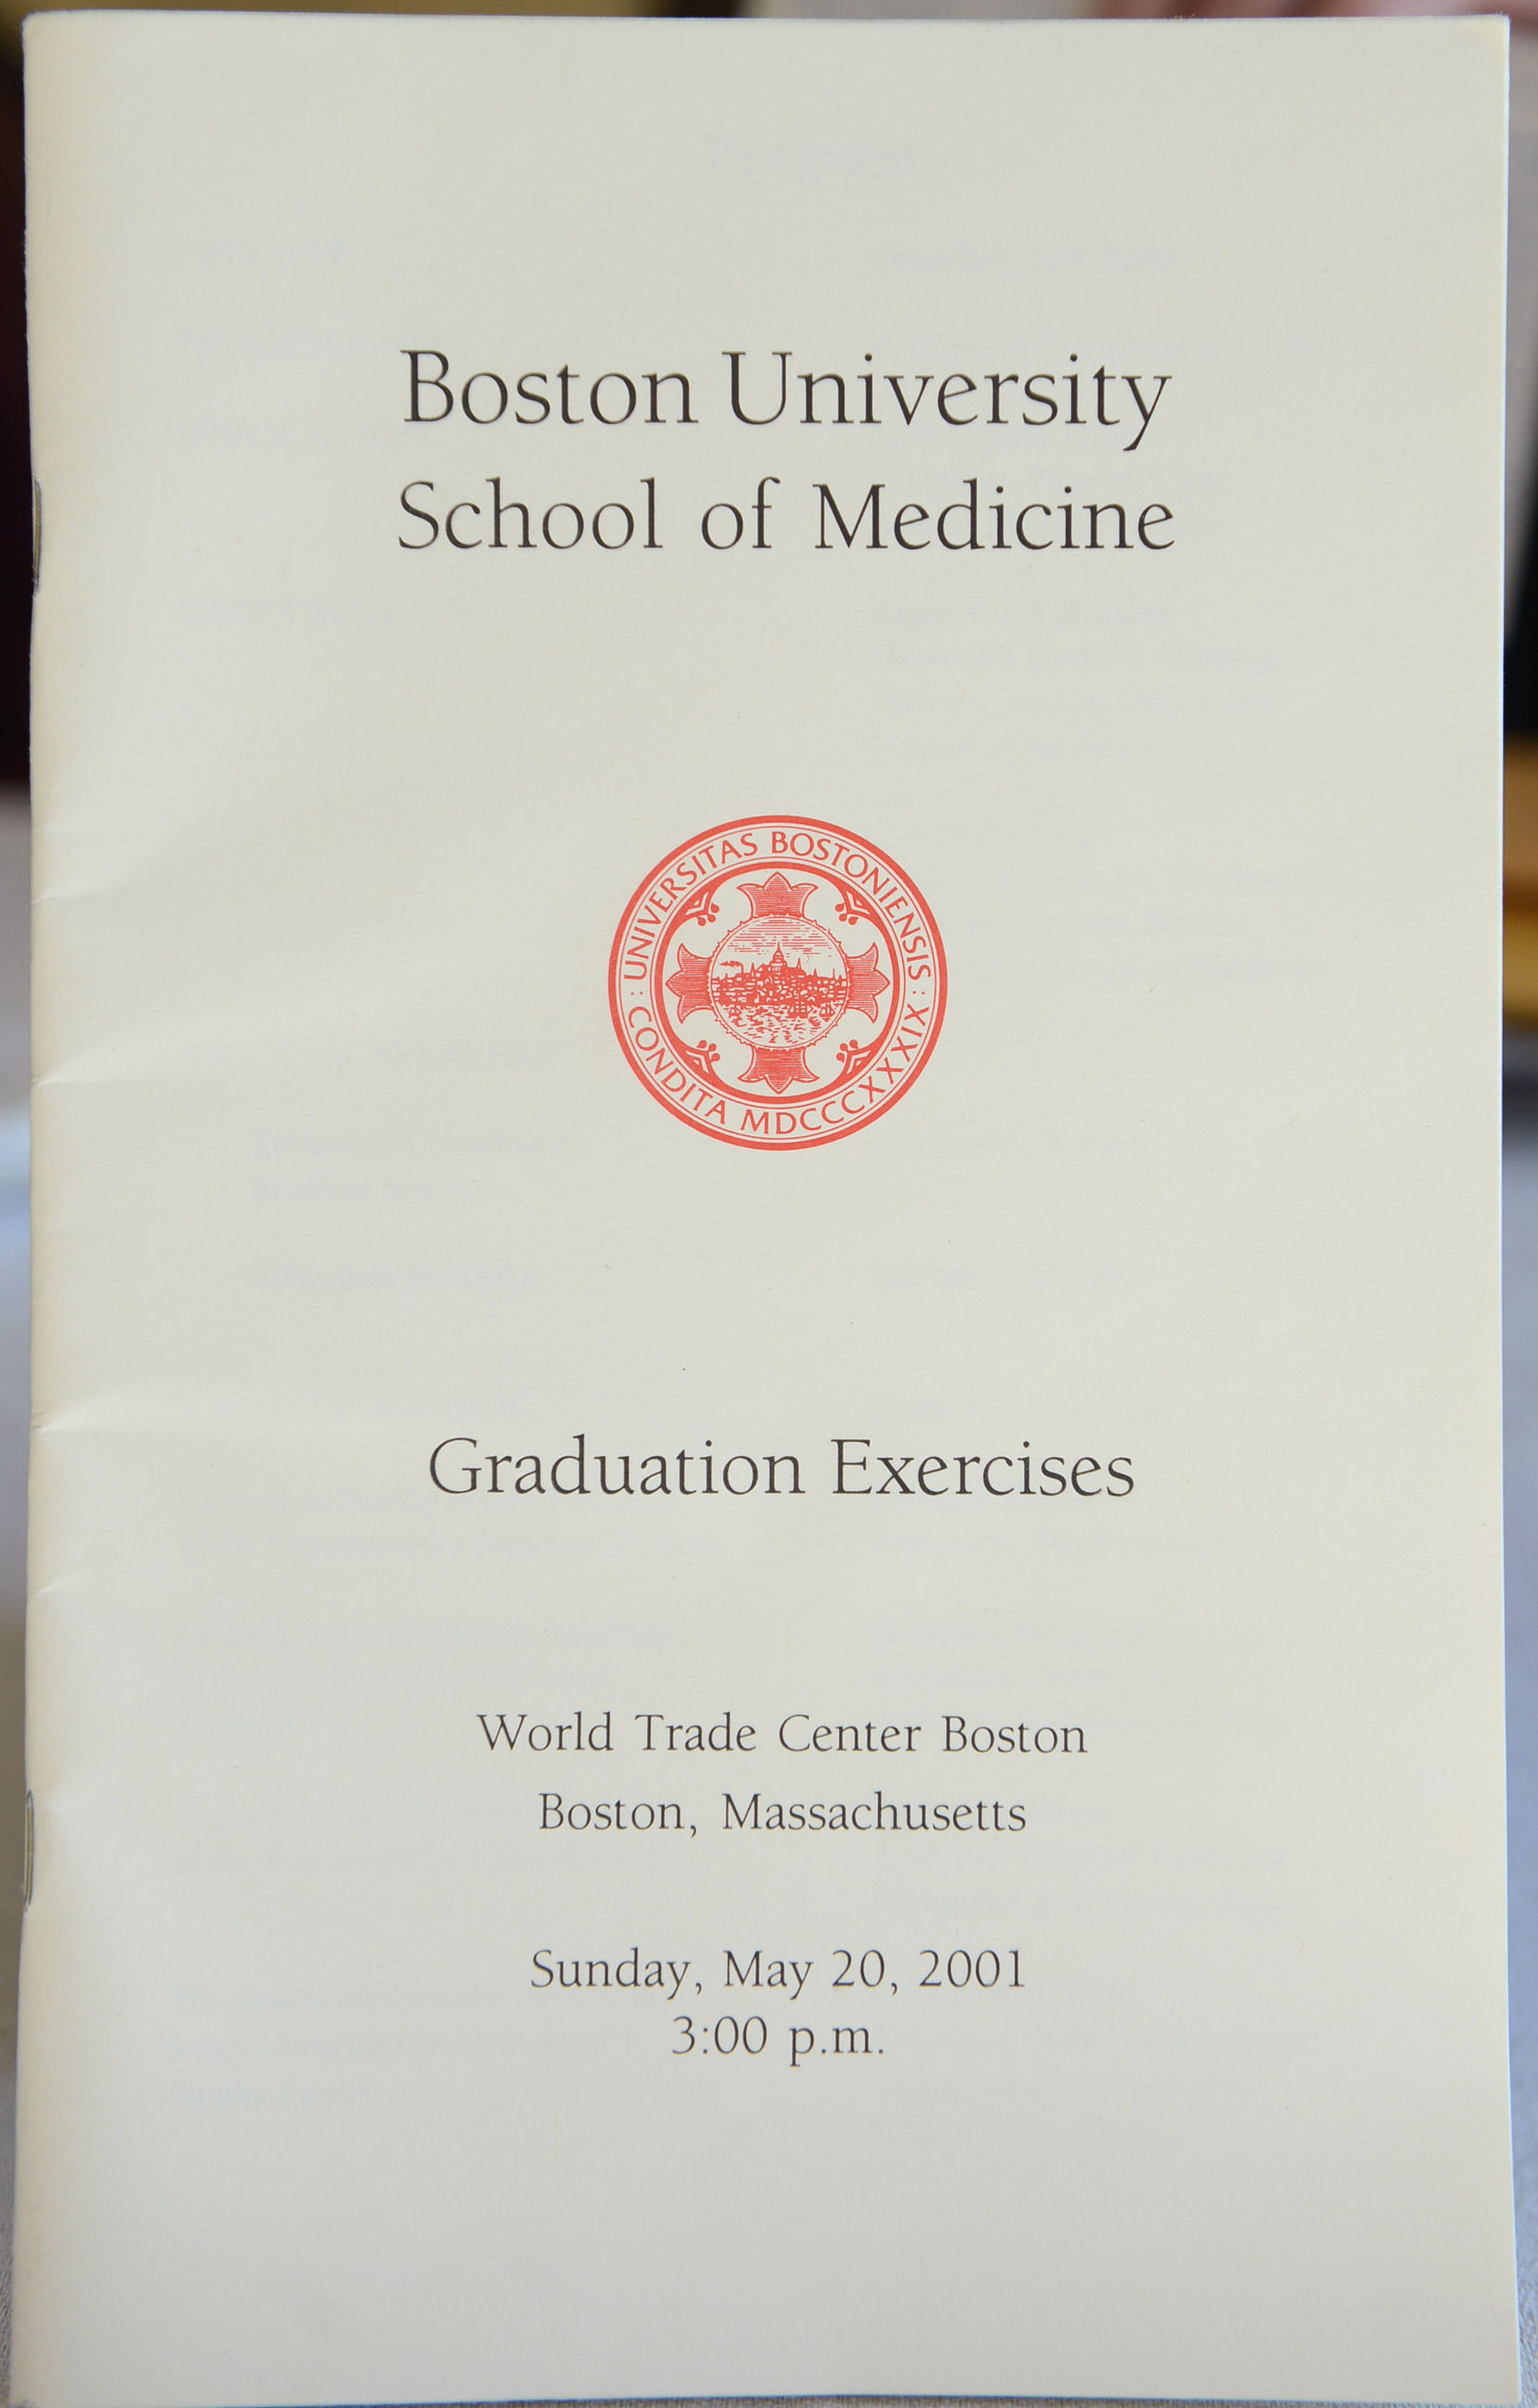 Boston University
School of Medicine
UNIVERSITAS BOSTONIENSIS :
CONDITA MDCCCXXXIX :
Graduation Exercises
World Trade Center Boston
Boston, Massachusetts
Sunday, May 20, 2001
3:00 p.m.